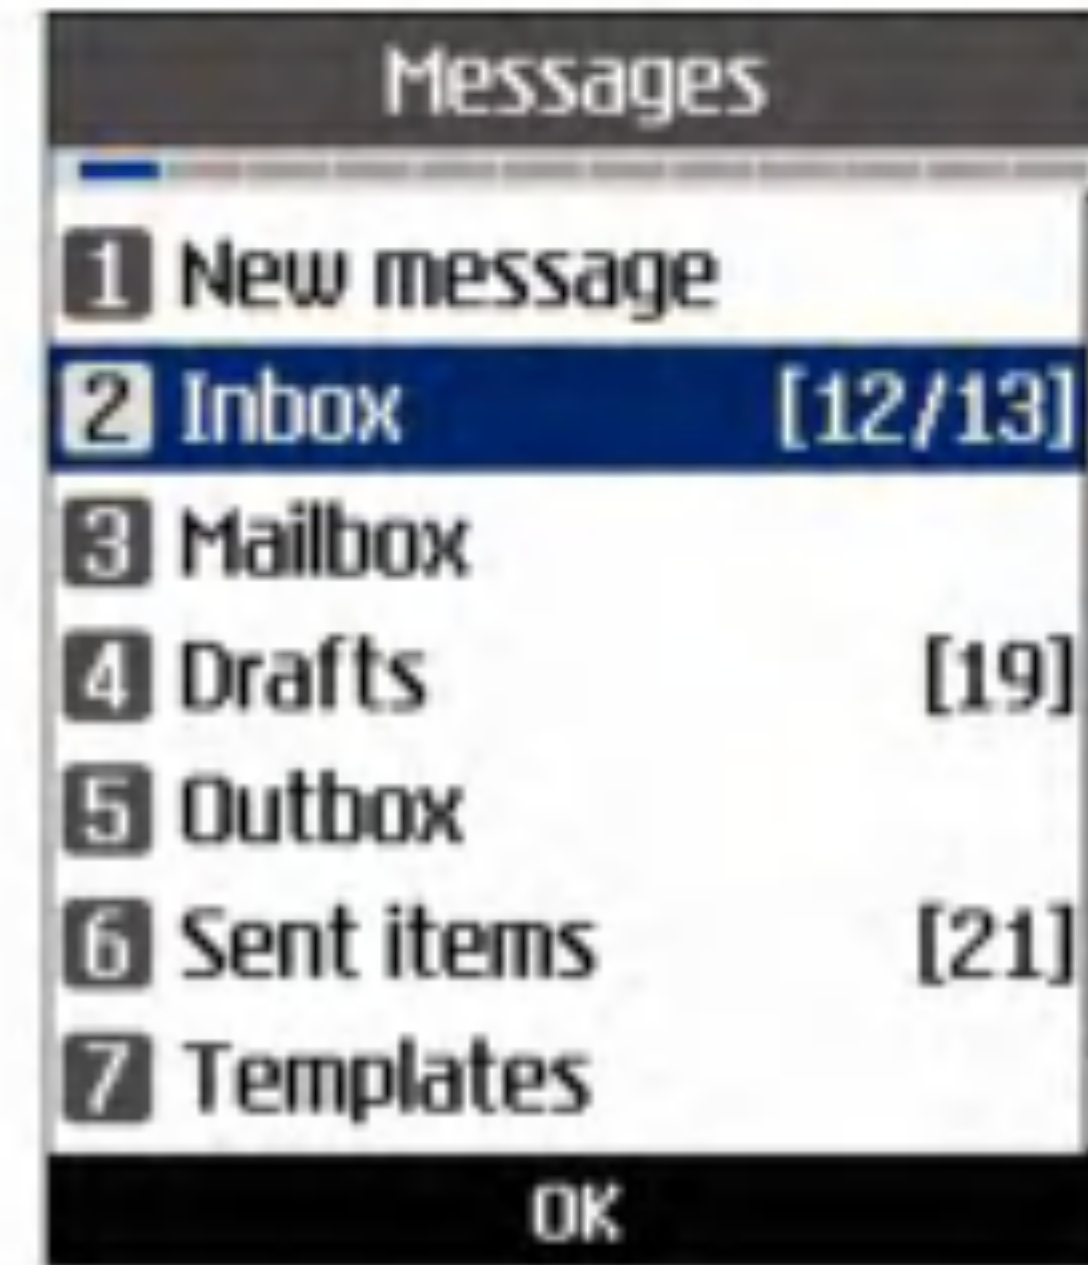 Messages
1 New message
2 Inbox [12/13]
3 Mailbox
4 Drafts [19]
5 Outbox
6 Sent items [21]
7 Templates
OK